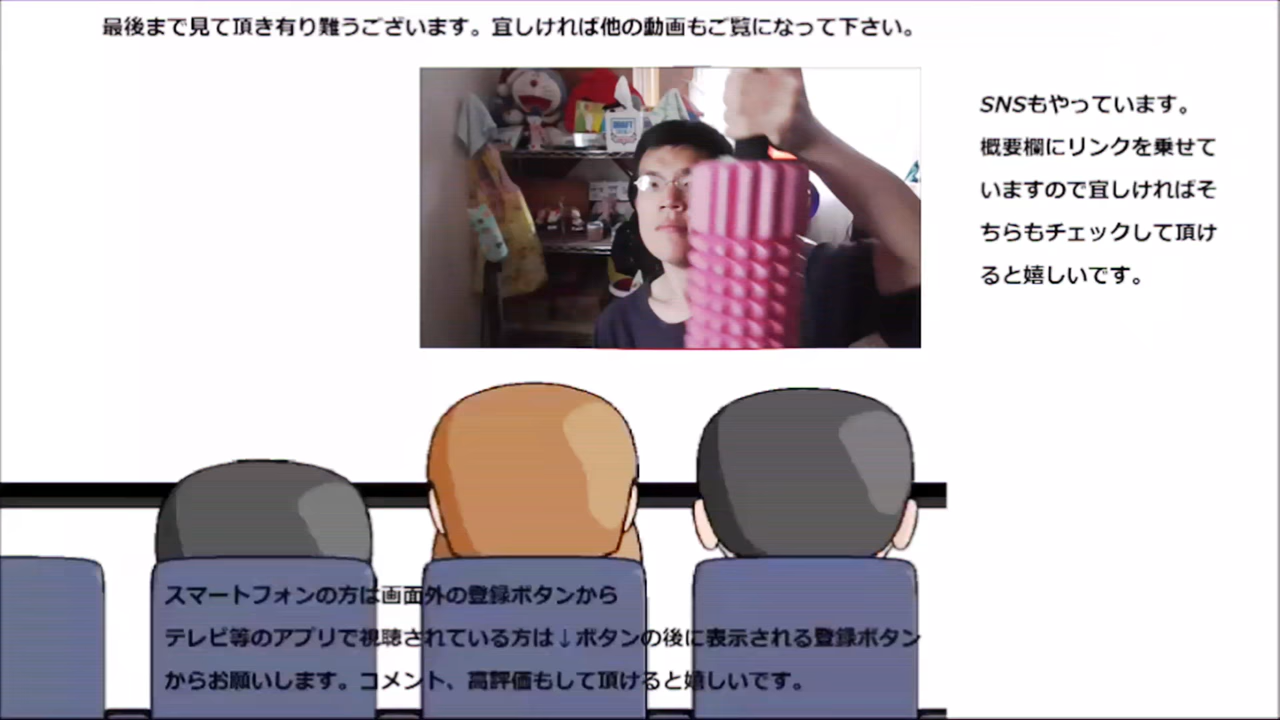 最後まで見て頂き有り難うございます。宜しければ他の動画もご覧になって下さい。
SNSもやっています。
概要欄にリンクを乗せて
いますので宜しければそ
ちらもチェックして頂け
ると嬉しいです。
スマートフォンの方は画面外の登録ボタンから
テレビ等のアプリで視聴されている方は↓ボタンの後に表示される登録ボタン
からお願いします。コメント、高評価もして頂けると嬉しいです。